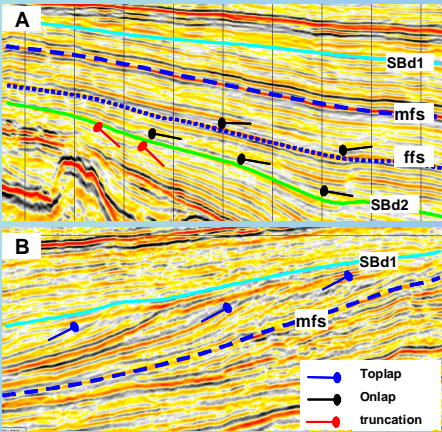 A
SBd1
mfs
ffs
SBd2
B
SBd1
mfs
Toplap
Onlap
truncation